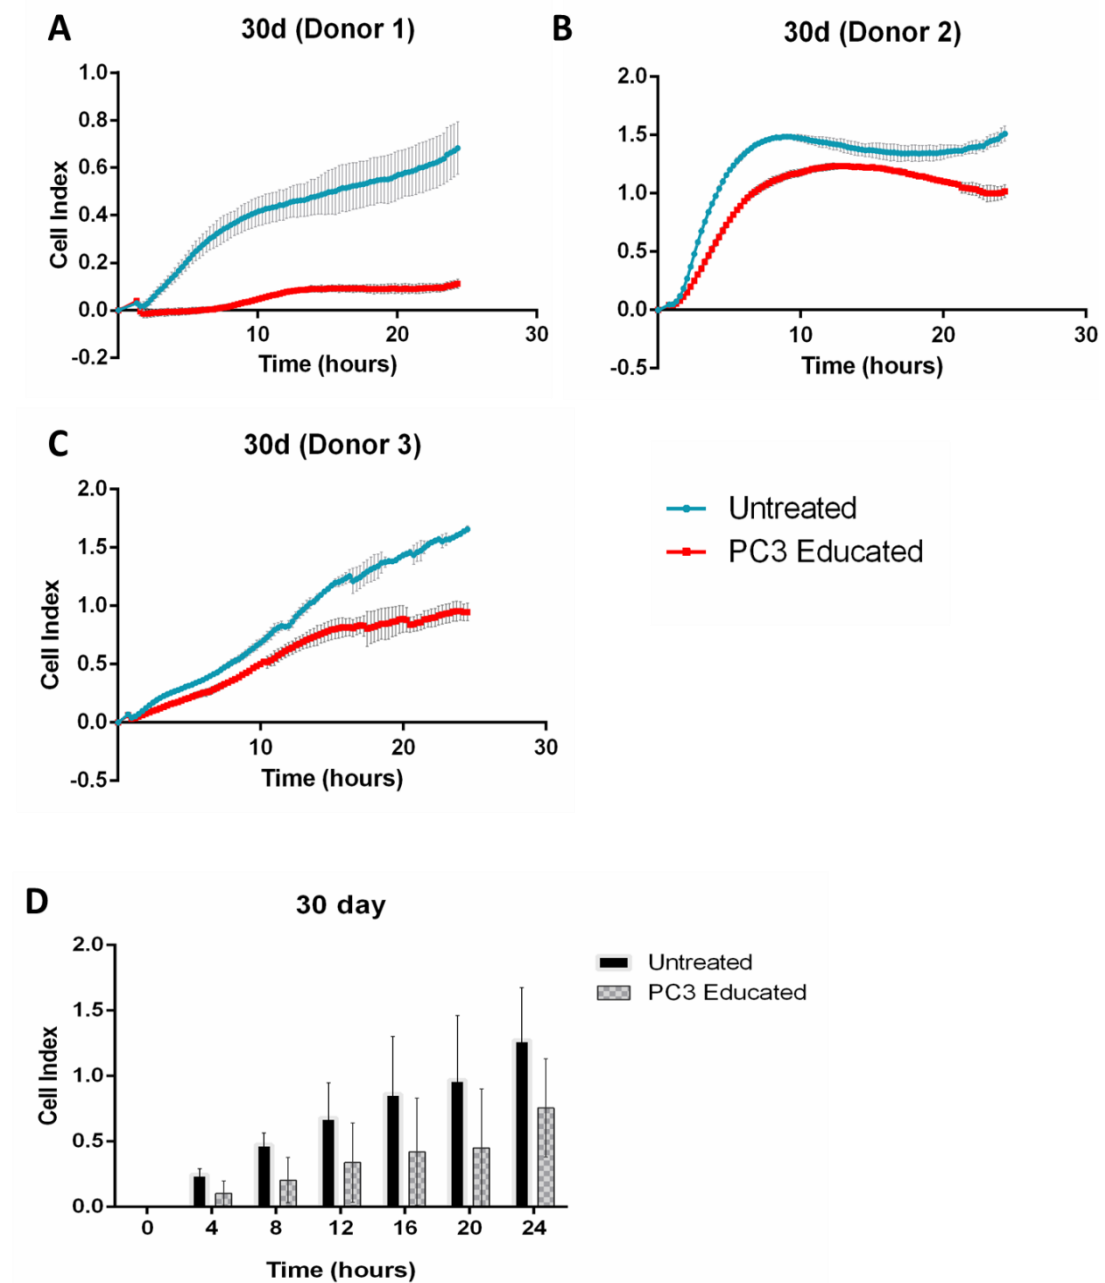 A
30d (Donor 1)
1.0
0.8
0.6
0.4
0.2
0.0
-0.2
Cell Index
10
20
30
Time (hours)
B
30d (Donor 2)
2.0
1.5
1.0
0.5
0.0
-0.5
10
20
30
Time (hours)
C
30d (Donor 3)
2.0
1.5
1.0
0.5
0.0
-0.5
Cell Index
10
20
30
Time (hours)
Untreated
PC3 Educated
D
30 day
2.0
1.5
1.0
0.5
0.0
Cell Index
0
4
8
12
16
20
24
Time (hours)
Untreated
PC3 Educated